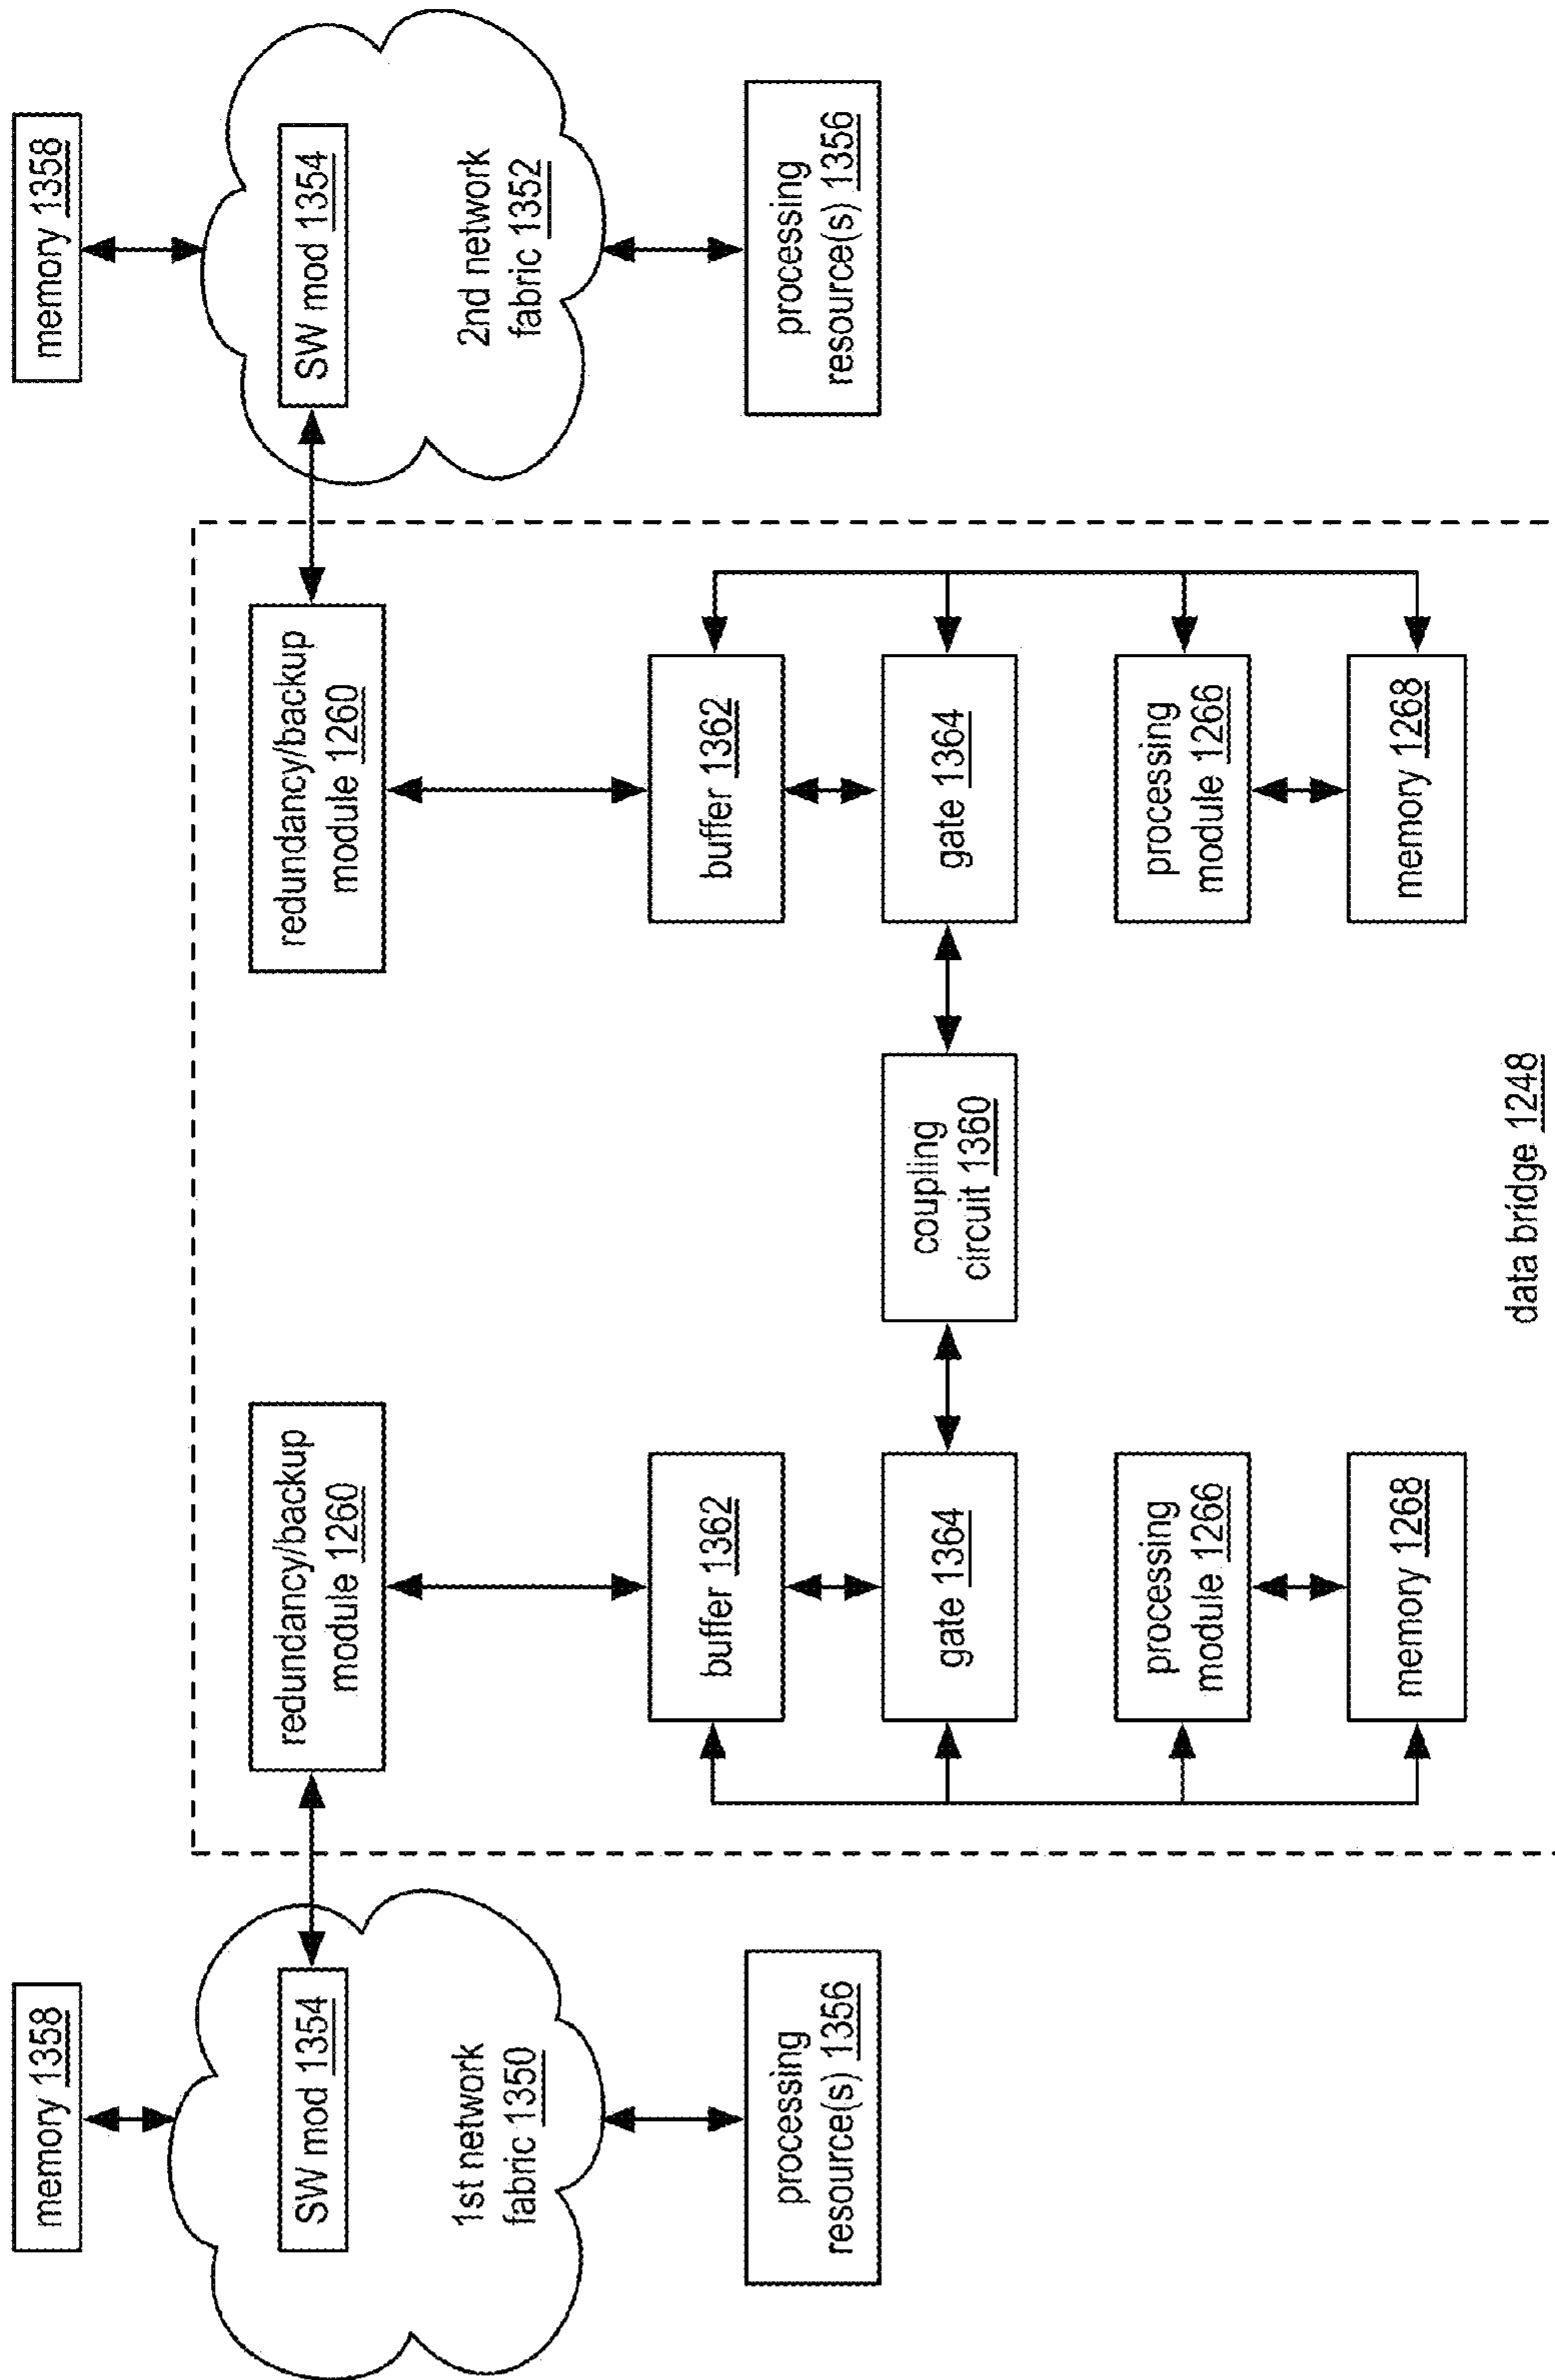 memory 1358
SW mod 1354
1st network
fabric 1350
processing
resource(s) 1356
redundancy/backup
module 1260
buffer 1362
gate 1364
processing
module 1266
memory 1268
coupling
circuit 1360
data bridge 1248
redundancy/backup
module 1260
buffer 1362
gate 1364
processing
module 1266
memory 1268
memory 1358
SW mod 1354
2nd network
fabric 1352
processing
resource(s) 1356